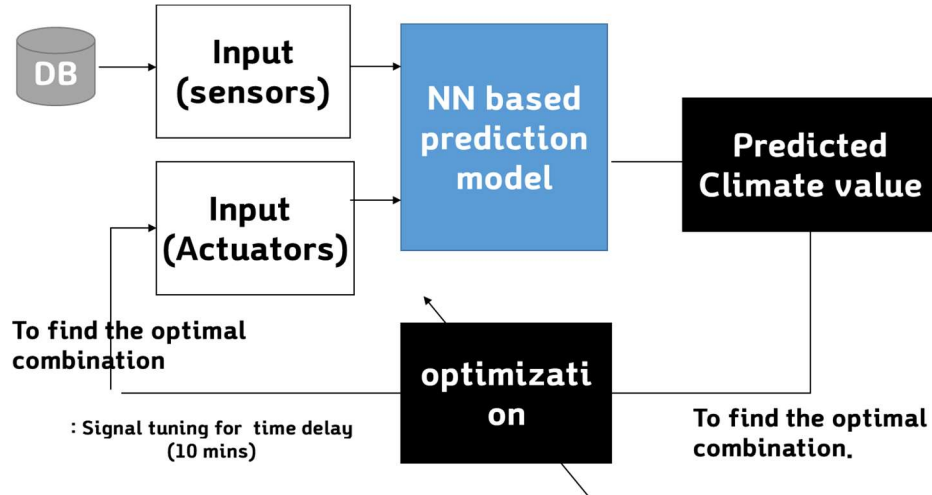 DB
Input
(sensors)
NN based
prediction
model
Predicted
Climate value
Input
(Actuators)
To find the optimal
combination
optimizati
on
: Signal tuning for time delay
(10 mins)
To find the optimal
combination.